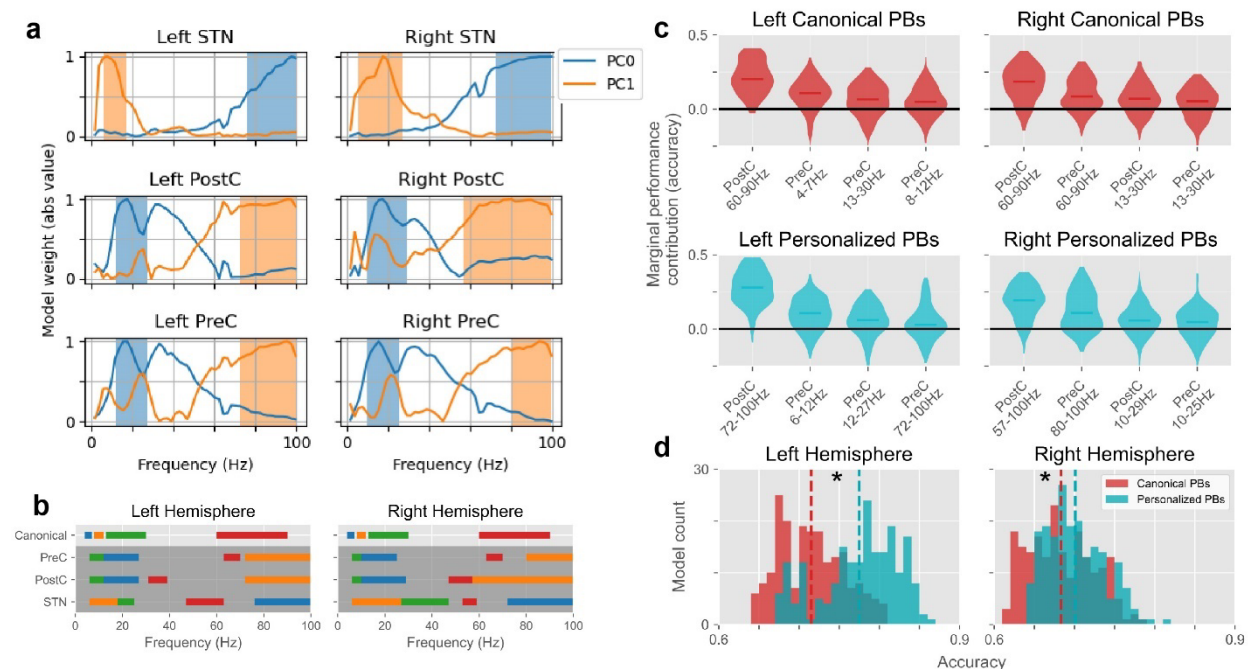 a
Left STN
Right STN
PC0
PC1
1
0
Left PostC
Right PostC
1
0
Left PreC
Right PreC
1
0
0 100 0 100
Model weight (abs value)
Frequency (Hz)
Frequency (Hz)
b
Left Hemisphere
Right Hemisphere
Canonical
PreC
PostC
STN
0 20 40 60 80 100
0 20 40 60 80 100
Frequency (Hz)
Frequency (Hz)
c
Left Canonical PBs
Right Canonical PBs
0.5
0.0
PostC 60-90Hz
PreC 4-7Hz
PreC 13-30Hz
PreC 8-12Hz
PostC 60-90Hz
PreC 60-90Hz
PostC 13-30Hz
PreC 13-30Hz
Marginal performance
contribution (accuracy)
Left Personalized PBs
Right Personalized PBs
0.5
0.0
PostC 72-100Hz
PreC 6-12Hz
PreC 12-27Hz
PreC 72-100Hz
PostC 57-100Hz
PreC 80-100Hz
PostC 10-29Hz
PreC 10-25Hz
d
Left Hemisphere
Right Hemisphere
30
0
Model count
*
*
Canonical PBs
Personalized PBs
0.6 0.9 0.6 0.9
Accuracy